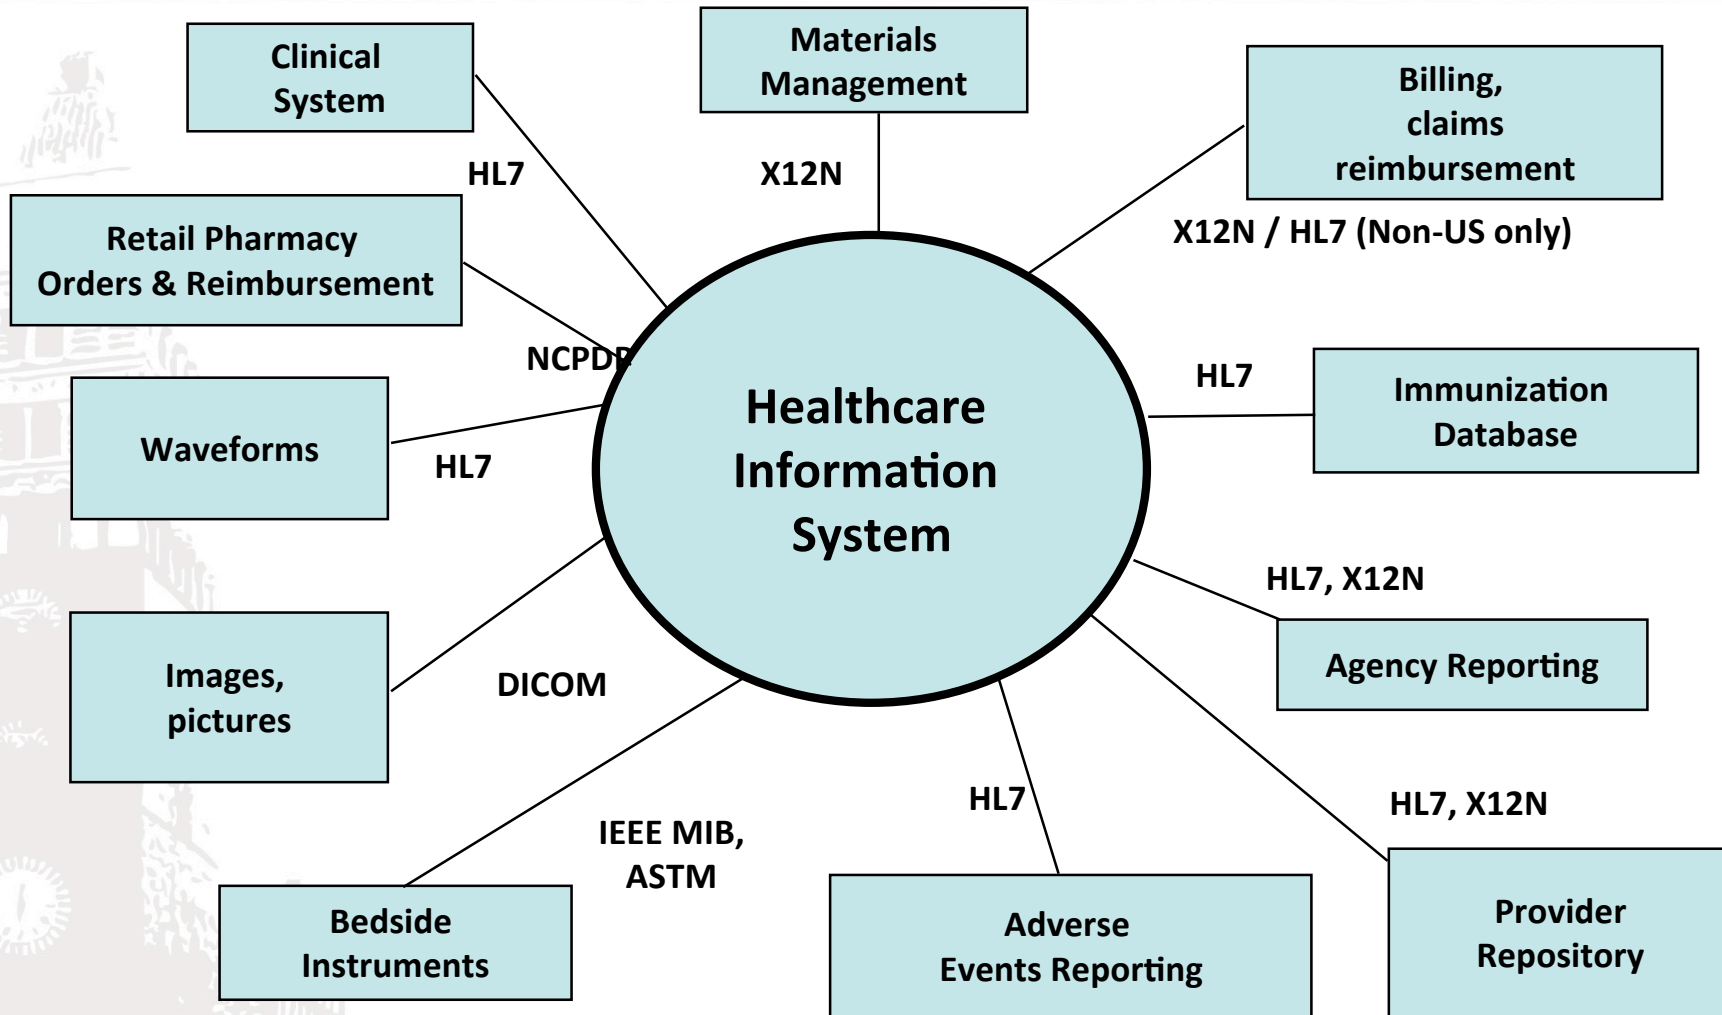 Clinical
System
Materials
Management
Billing,
claims
reimbursement
HL7
X12N
X12N / HL7 (Non-US only)
Retail Pharmacy
Orders & Reimbursement
NCPDP
HL7
Immunization
Database
Waveforms
HL7
Healthcare
Information
System
HL7, X12N
Agency Reporting
Images,
pictures
DICOM
HL7
HL7, X12N
IEEE MIB,
ASTM
Bedside
Instruments
Adverse
Events Reporting
Provider
Repository